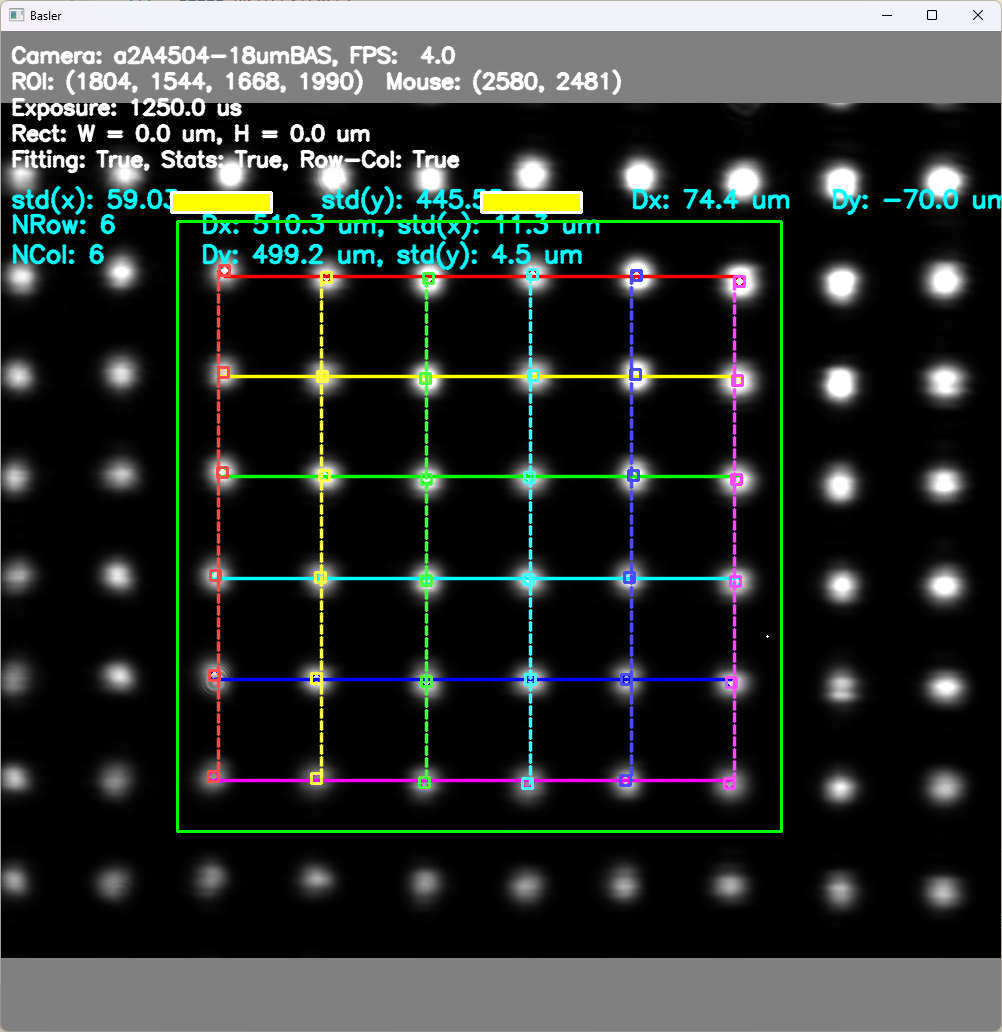 Basler
Camera: a2A4504-18umBAS, FPS: 4.0
ROI: (1804, 1544, 1668, 1990) Mouse: (2580, 2481)
Exposure: 1250.0 us
Rect: W = 0.0 um, H = 0.0 um
Fitting: True, Stats: True, Row-Col: True
std(x): 59.03 std(y): 445.5 Dx: 74.4 um Dy: -70.0 um
NRow: 6 Dx: 510.3 um, std(x): 11.3 um
NCol: 6 Dy: 499.2 um, std(y): 4.5 um